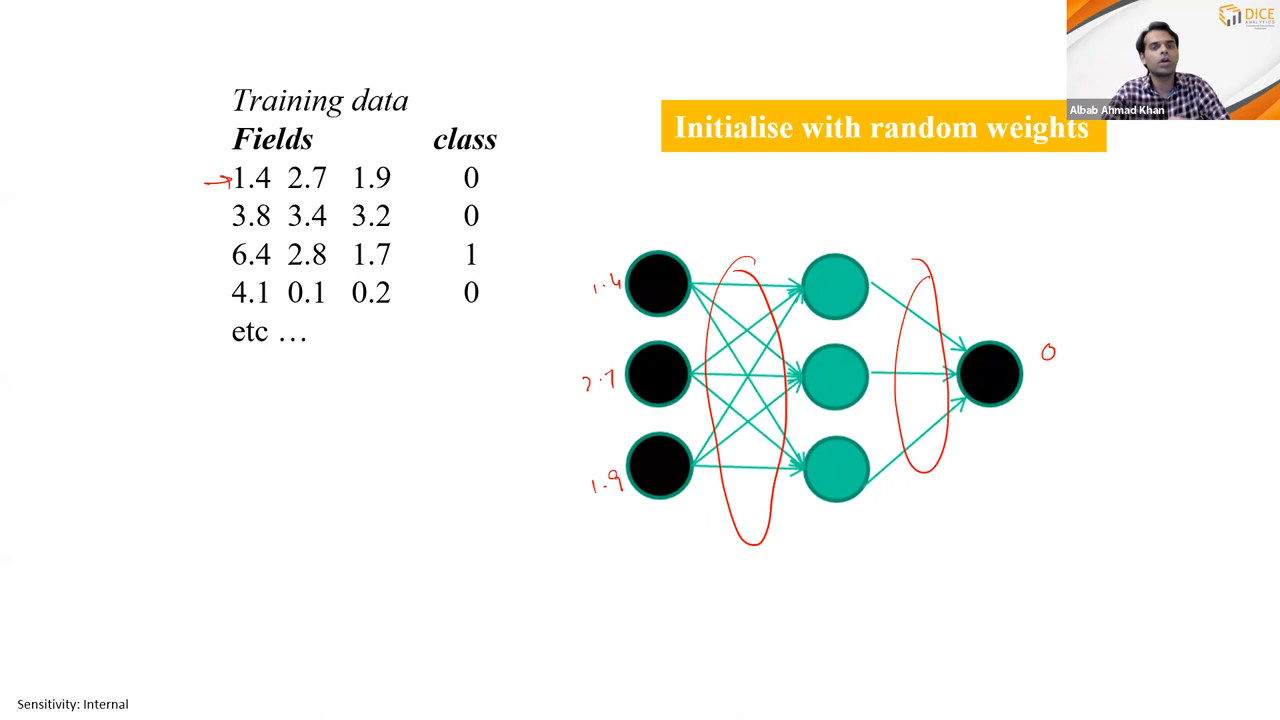 DICE
ANALYTICS
Albab Ahmad Khan
Training data
Fields class
1.4 2.7 1.9 0
3.8 3.4 3.2 0
6.4 2.8 1.7 1
4.1 0.1 0.2 0
etc …
Initialise with random weights
1.4
2.7
1.9
0
Sensitivity: Internal